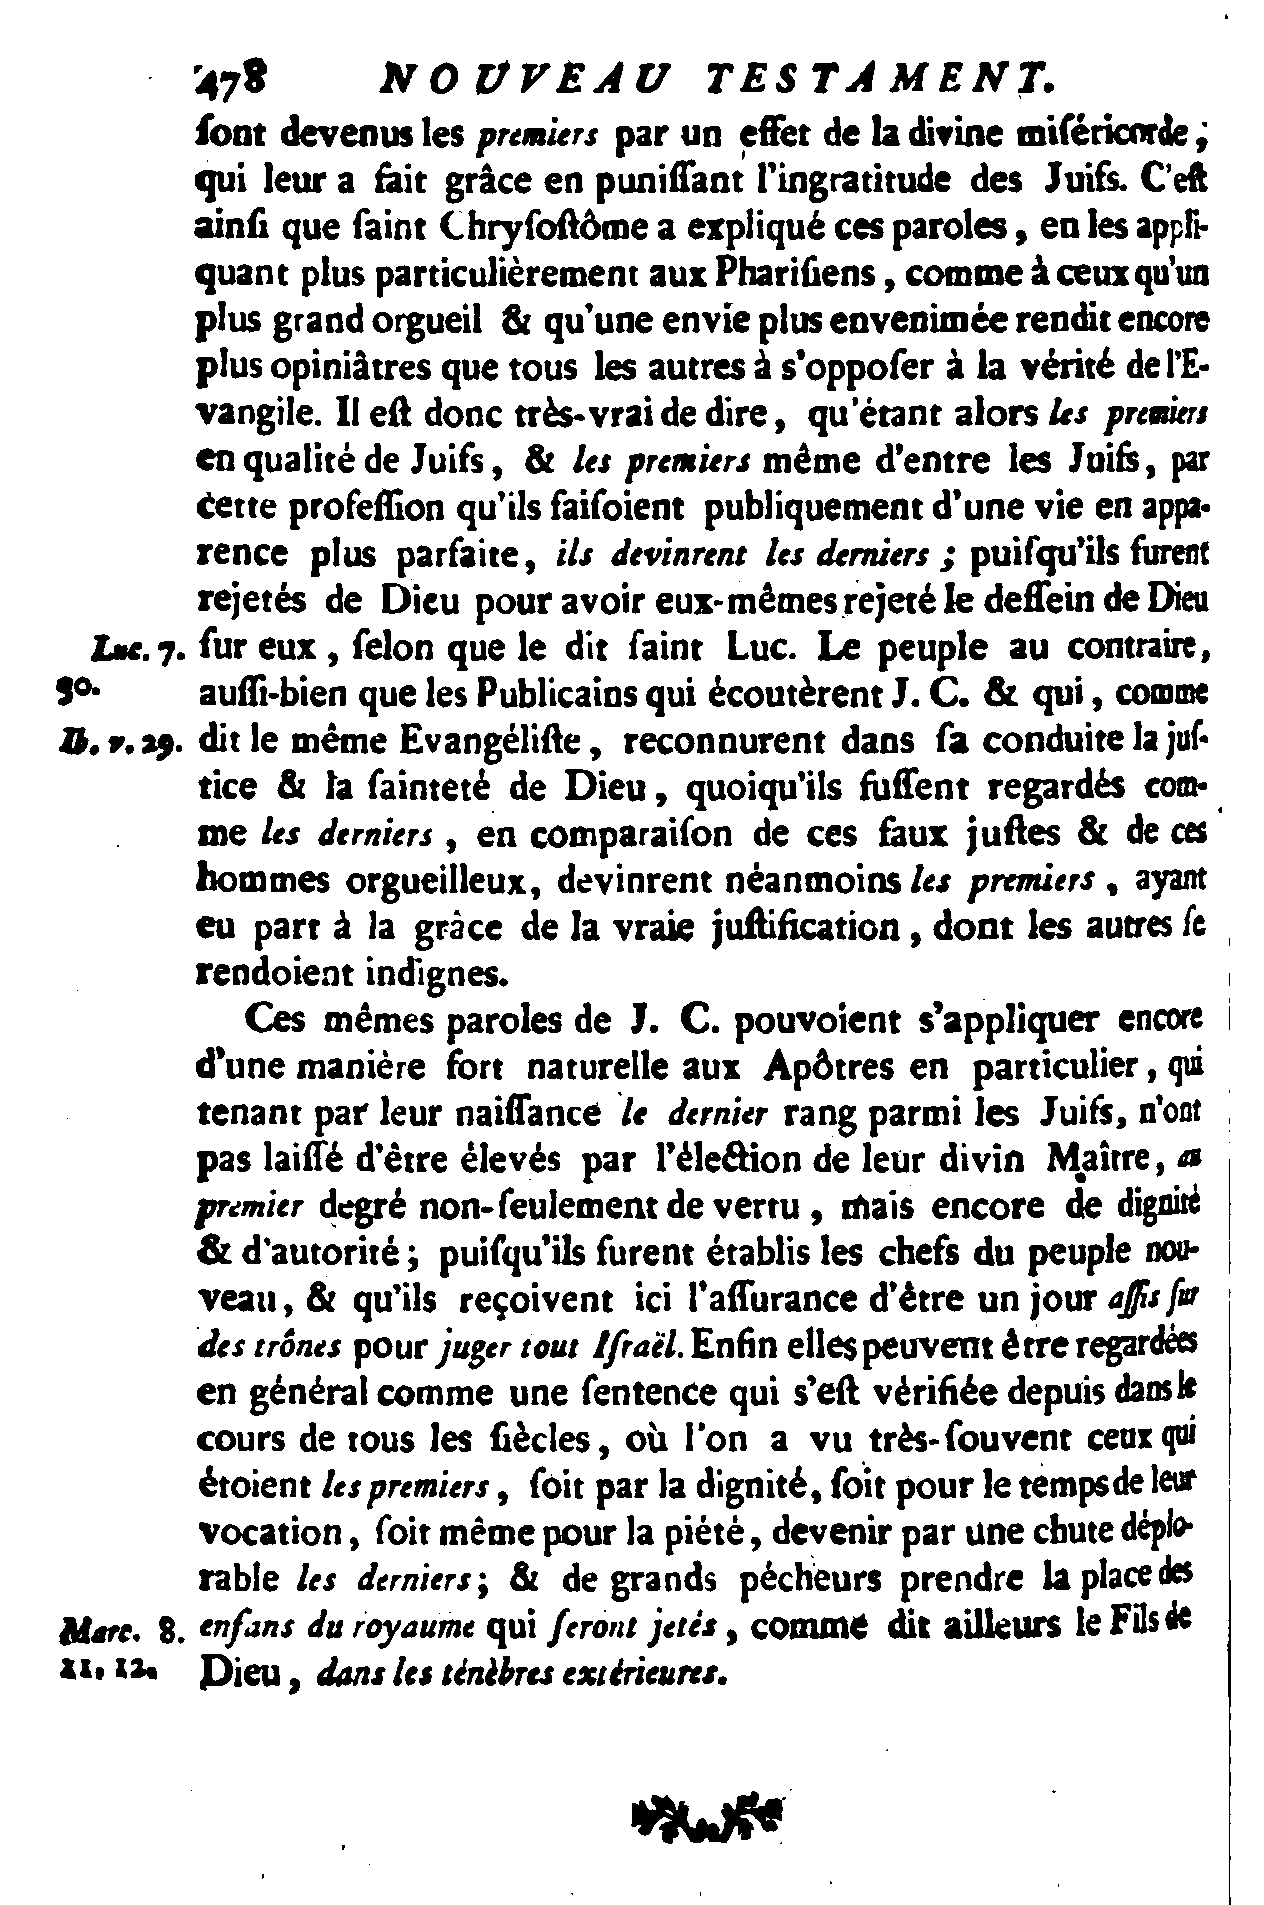 478 NOUVEAU TESTAMENT.
ſont devenus les premiers par un effet de la divine miſéricorde ;
qui leur a fait grâce en puniſſant l'ingratitude des Juifs. C'eſt
ainſi que ſaint Chryſoſtôme a expliqué ces paroles, en les appli-
quant plus particulièrement aux Phariſiens, comme à ceux qu'un
plus grand orgueil & qu'une envie plus envenimée rendit encore
plus opiniâtres que tous les autres à s'oppoſer à la vérité de l'E-
vangile. Il eſt donc très-vrai de dire, qu'étant alors les premiers
en qualité de Juifs, & les premiers même d'entre les Juifs, par
cette profeſſion qu'ils faiſoient publiquement d'une vie en appa-
rence plus parfaite, ils devinrent les derniers ; puiſqu'ils furent
rejetés de Dieu pour avoir eux-mêmes rejeté le deſſein de Dieu
Luc. 7. ſur eux, ſelon que le dit ſaint Luc. Le peuple au contraire,
30. auſſi-bien que les Publicains qui écoutèrent J. C. & qui, comme
Ib. v. 29. dit le même Evangéliſte, reconnurent dans ſa conduite la juſ-
tice & la ſainteté de Dieu, quoiqu'ils fuſſent regardés com-
me les derniers, en comparaiſon de ces faux juſtes & de ces
hommes orgueilleux, devinrent néanmoins les premiers, ayant
eu part à la grâce de la vraie juſtification, dont les autres ſe
rendoient indignes.
Ces mêmes paroles de J. C. pouvoient s'appliquer encore
d'une manière fort naturelle aux Apôtres en particulier, qui
tenant par leur naiſſance le dernier rang parmi les Juifs, n'ont
pas laiſſé d'être élevés par l'élection de leur divin Maître, au
premier degré non-ſeulement de vertu, mais encore de dignité
& d'autorité ; puiſqu'ils furent établis les chefs du peuple nou-
veau, & qu'ils reçoivent ici l'aſſurance d'être un jour aſſis ſur
des trônes pour juger tout Iſraël. Enfin elles peuvent être regardées
en général comme une ſentence qui s'eſt vérifiée depuis dans le
cours de tous les ſiècles, où l'on a vu très-ſouvent ceux qui
étoient les premiers, ſoit par la dignité, ſoit pour le temps de leur
vocation, ſoit même pour la piété, devenir par une chute déplo-
rable les derniers ; & de grands pécheurs prendre la place des
Marc. 8. enfans du royaume qui ſeront jetés, comme dit ailleurs le Fils de
11, 12. Dieu, dans les ténèbres extérieures.